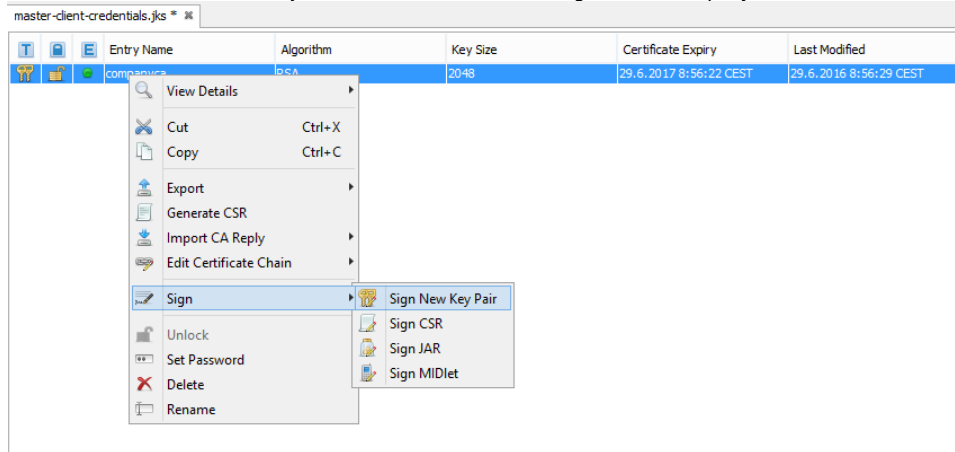 master-client-credentials.jks *
T E Entry Name Algorithm Key Size Certificate Expiry Last Modified
companyca RSA 2048 29.6.2017 8:56:22 CEST 29.6.2016 8:56:29 CEST
View Details
Cut Ctrl+X
Copy Ctrl+C
Export
Generate CSR
Import CA Reply
Edit Certificate Chain
Sign
Sign New Key Pair
Sign CSR
Sign JAR
Sign MIDlet
Unlock
Set Password
Delete
Rename